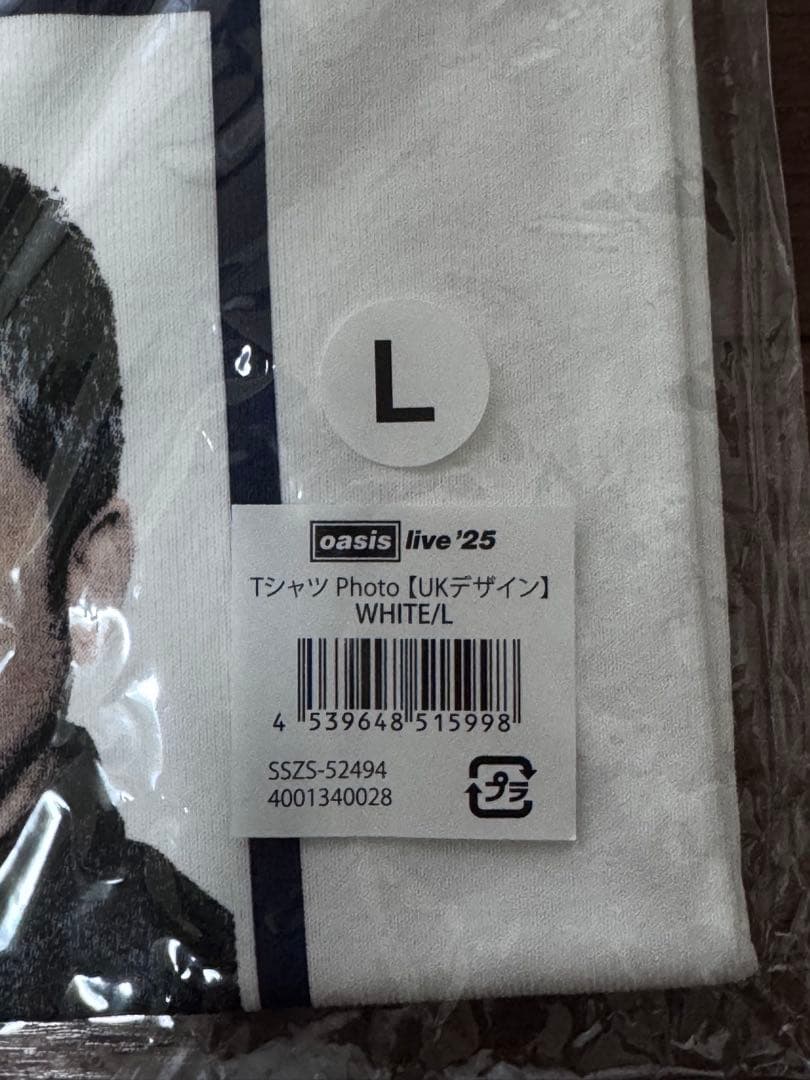 L
oasis live '25
Tシャツ Photo【UKデザイン】
WHITE/L
4 539648 515998
SSZS-52494
4001340028
プラ